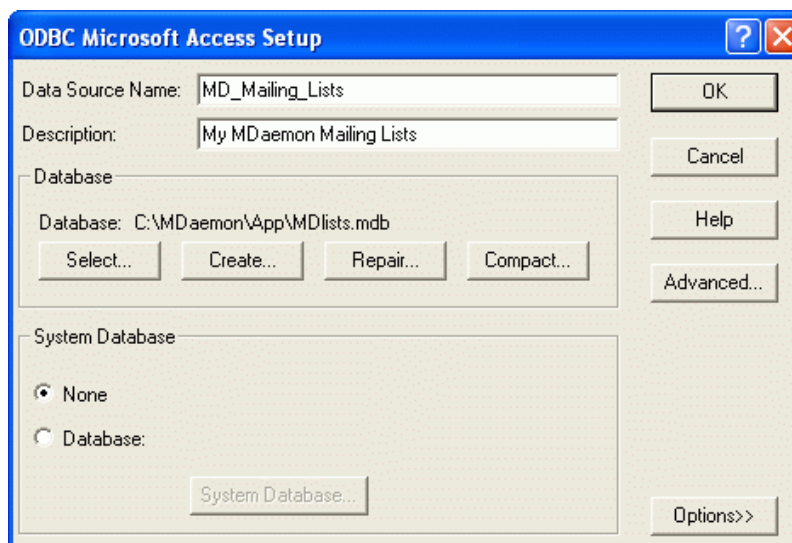 ODBC Microsoft Access Setup
Data Source Name: MD_Mailing_Lists
OK
Description: My MDaemon Mailing Lists
Cancel
Database
Database: C:\MDaemon\App\MDlists.mdb
Help
Select... Create... Repair... Compact...
Advanced...
System Database
None
Database:
System Database...
Options>>